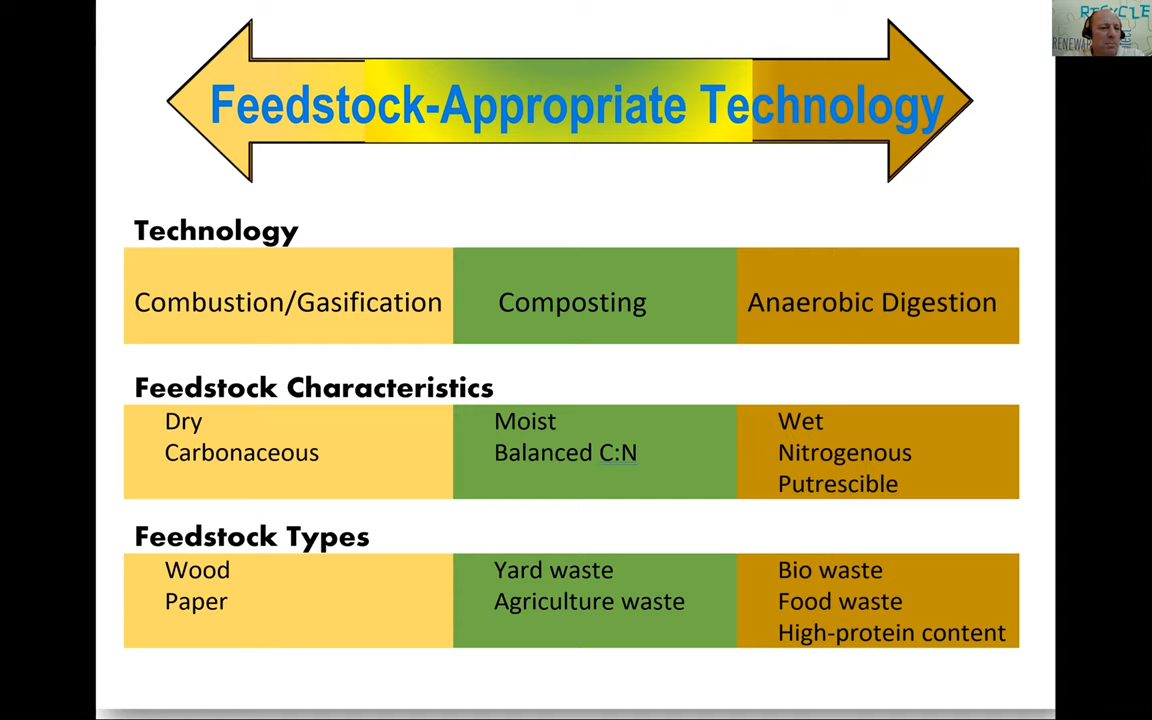 RECYCLE
Feedstock-Appropriate Technology
Technology
Combustion/Gasification
Composting
Anaerobic Digestion
Feedstock Characteristics
Dry
Carbonaceous
Moist
Balanced C:N
Wet
Nitrogenous
Putrescible
Feedstock Types
Wood
Paper
Yard waste
Agriculture waste
Bio waste
Food waste
High-protein content